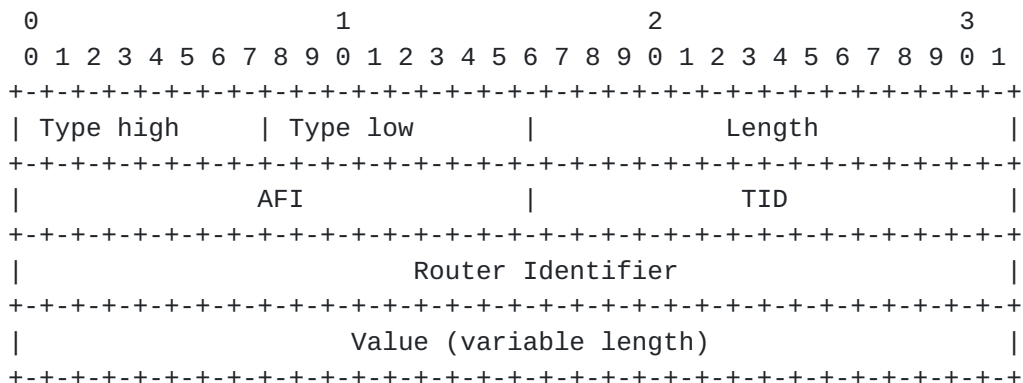 0                   1                   2                   3
 0 1 2 3 4 5 6 7 8 9 0 1 2 3 4 5 6 7 8 9 0 1 2 3 4 5 6 7 8 9 0 1
+-+-+-+-+-+-+-+-+-+-+-+-+-+-+-+-+-+-+-+-+-+-+-+-+-+-+-+-+-+-+-+-+
| Type high     | Type low       |            Length            |
+-+-+-+-+-+-+-+-+-+-+-+-+-+-+-+-+-+-+-+-+-+-+-+-+-+-+-+-+-+-+-+-+
|               AFI              |             TID              |
+-+-+-+-+-+-+-+-+-+-+-+-+-+-+-+-+-+-+-+-+-+-+-+-+-+-+-+-+-+-+-+-+
|                         Router Identifier                     |
+-+-+-+-+-+-+-+-+-+-+-+-+-+-+-+-+-+-+-+-+-+-+-+-+-+-+-+-+-+-+-+-+
|                     Value (variable length)                   |
+-+-+-+-+-+-+-+-+-+-+-+-+-+-+-+-+-+-+-+-+-+-+-+-+-+-+-+-+-+-+-+-+